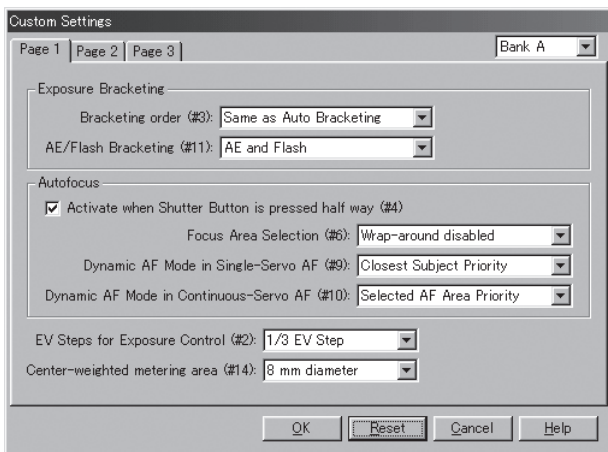 Custom Settings
Page 1 Page 2 Page 3 Bank A
Exposure Bracketing
Bracketing order (#3): Same as Auto Bracketing
AE/Flash Bracketing (#11): AE and Flash
Autofocus
Activate when Shutter Button is pressed half way (#4)
Focus Area Selection (#6): Wrap-around disabled
Dynamic AF Mode in Single-Servo AF (#9): Closest Subject Priority
Dynamic AF Mode in Continuous-Servo AF (#10): Selected AF Area Priority
EV Steps for Exposure Control (#2): 1/3 EV Step
Center-weighted metering area (#14): 8 mm diameter
OK Reset Cancel Help